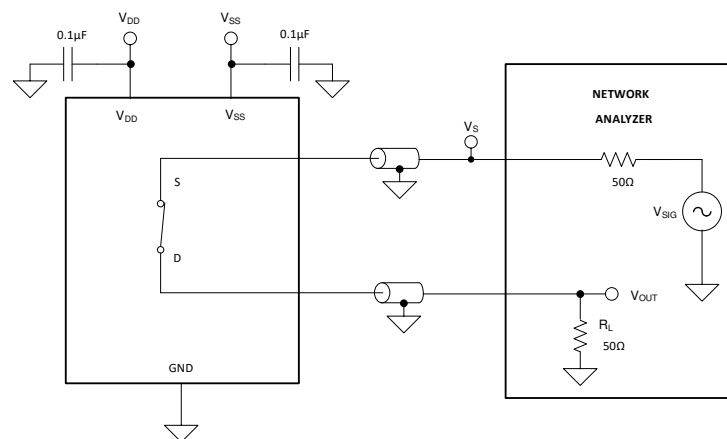 V_DD
V_SS
0.1µF
0.1µF
V_DD
V_SS
NETWORK
ANALYZER
V_S
S
50Ω
V_SIG
D
V_OUT
R_L
50Ω
GND